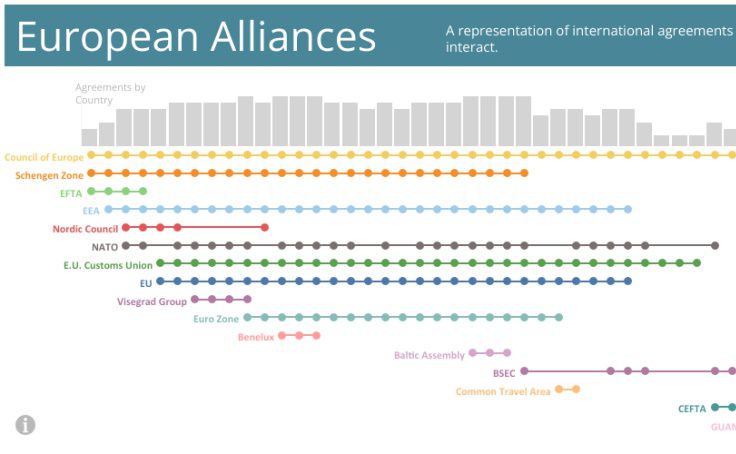 European Alliances
A representation of international agreements
interact.
Agreements by
Country
Council of Europe
Schengen Zone
EFTA
EEA
Nordic Council
NATO
E.U. Customs Union
EU
Visegrad Group
Euro Zone
Benelux
Baltic Assembly
BSEC
Common Travel Area
CEFTA
GUAM
i